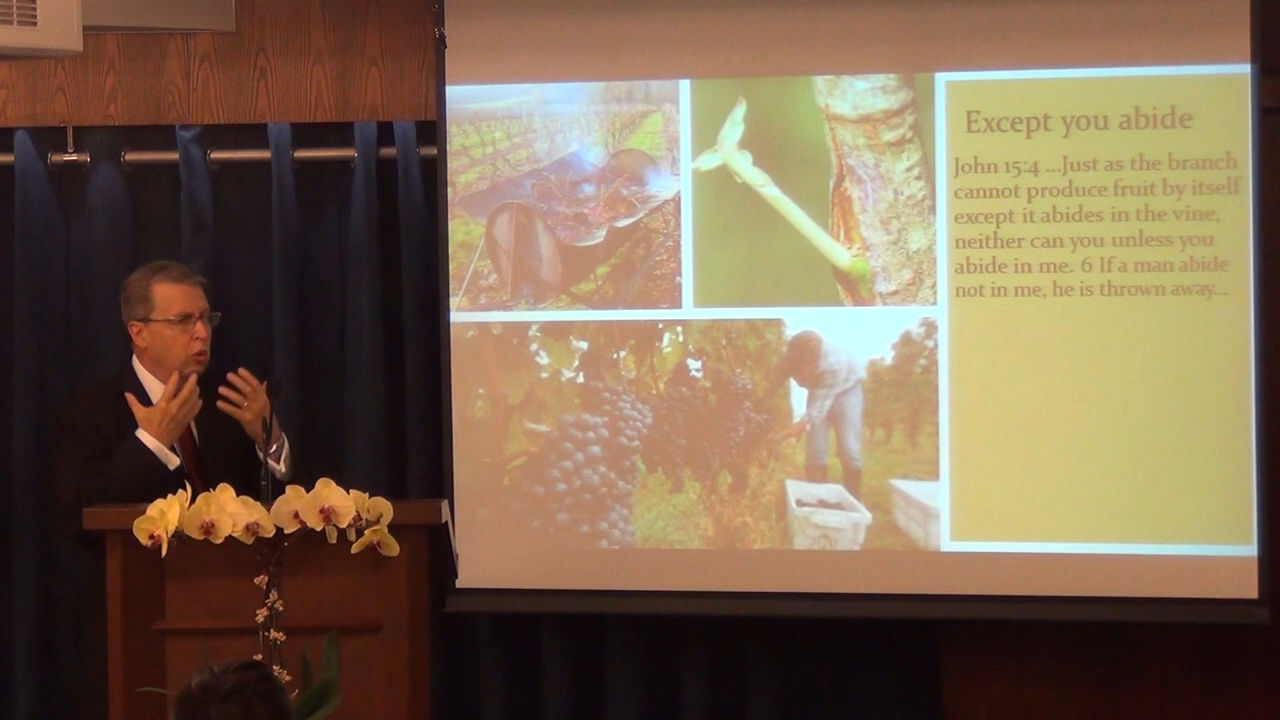 Except you abide
John 15:4 ...Just as the branch
cannot produce fruit by itself
except it abides in the vine,
neither can you unless you
abide in me. 6 If a man abide
not in me, he is thrown away...